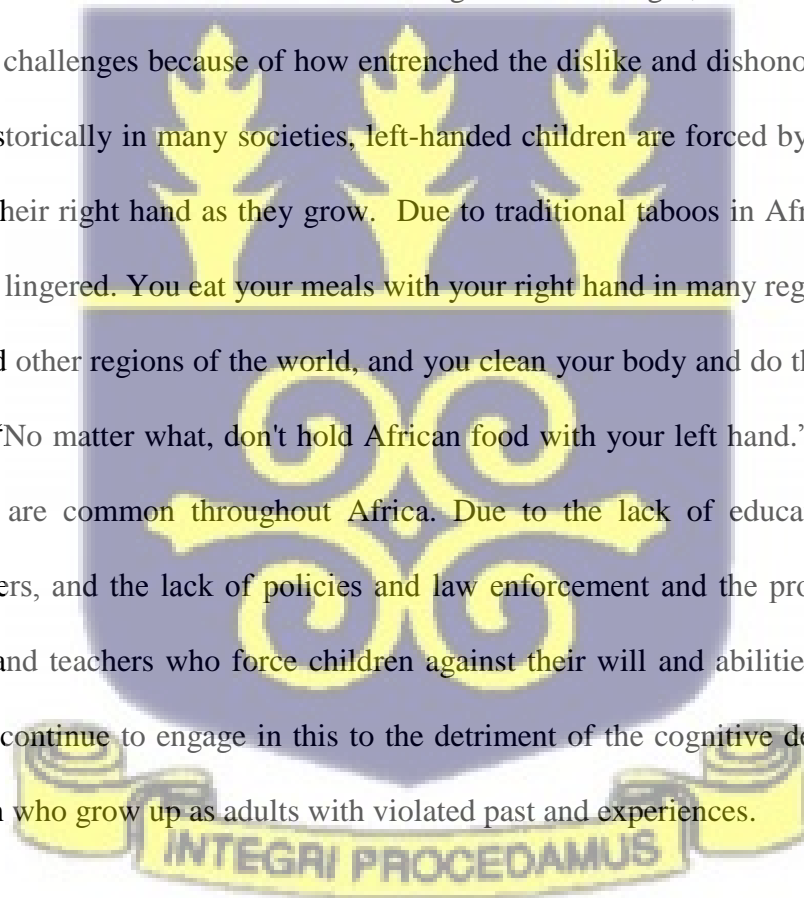 challenges because of how entrenched the dislike and dishono
storically in many societies, left-handed children are forced by
heir right hand as they grow. Due to traditional taboos in Afr
lingered. You eat your meals with your right hand in many reg
d other regions of the world, and you clean your body and do th
“No matter what, don't hold African food with your left hand.”
are common throughout Africa. Due to the lack of educa
ers, and the lack of policies and law enforcement and the pro
and teachers who force children against their will and abilitie
continue to engage in this to the detriment of the cognitive de
n who grow up as adults with violated past and experiences.
INTEGRI PROCEDAMUS